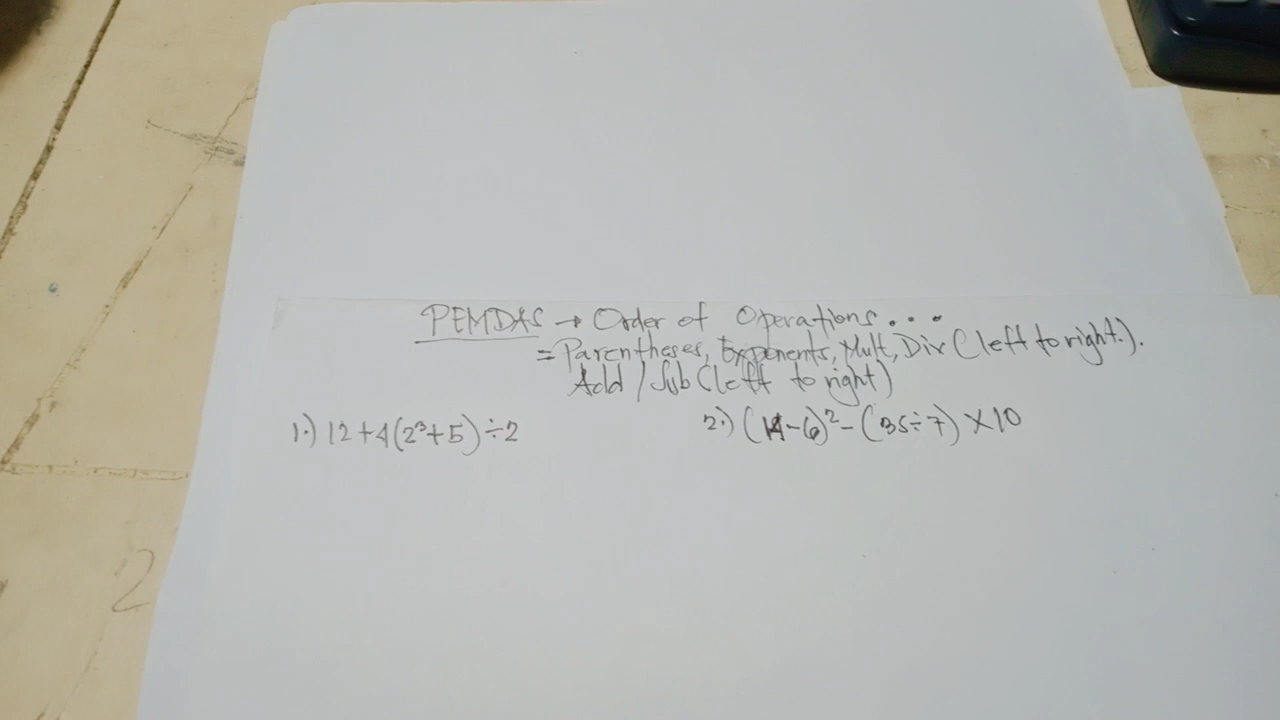 PEMDAS → Order of Operations...
= Parentheses, Exponents, Mult, Div (left to right.).
Add / Sub (left to right)
1.) 12+4(2³+5)÷2
2.) (14-6)²-(35÷7)×10
2